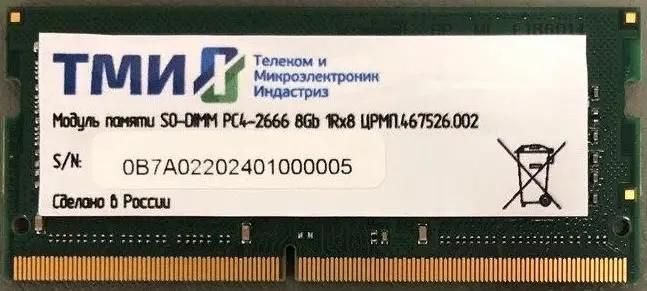 ТМИ
Телеком и
Микроэлектроник
Индастриз
Модуль памяти SO-DIMM PC4-2666 8Gb 1Rx8 ЦРМП.467526.002
S/N:
0B7A02202401000005
Сделано в России